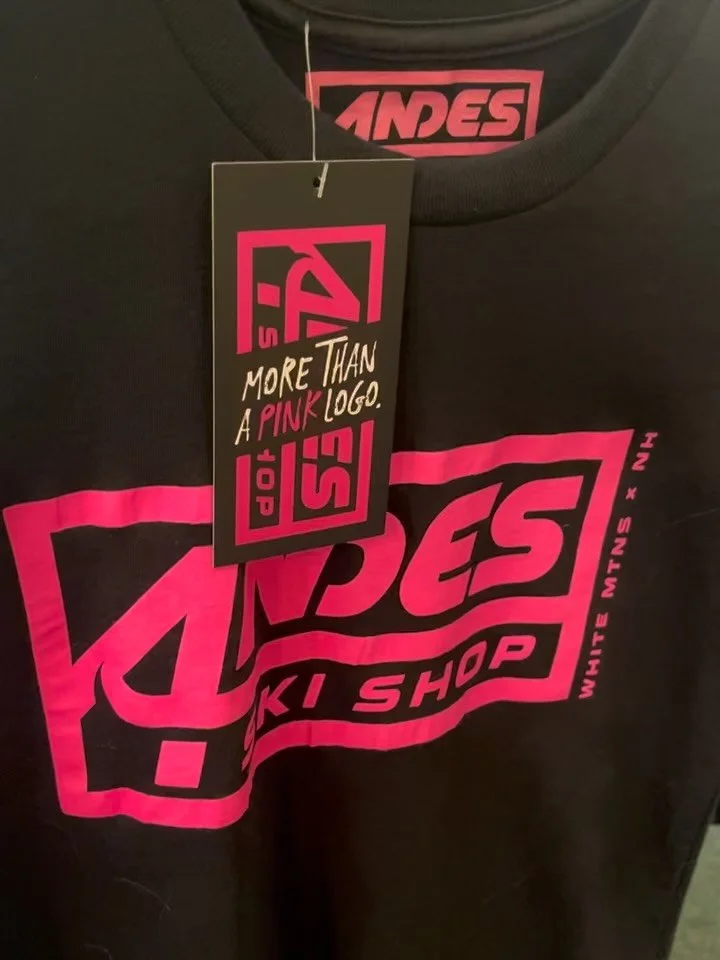 ANDES
MORE THAN
A PINK LOGO.
ANDES
SKI SHOP
WHITE MTNS x NH